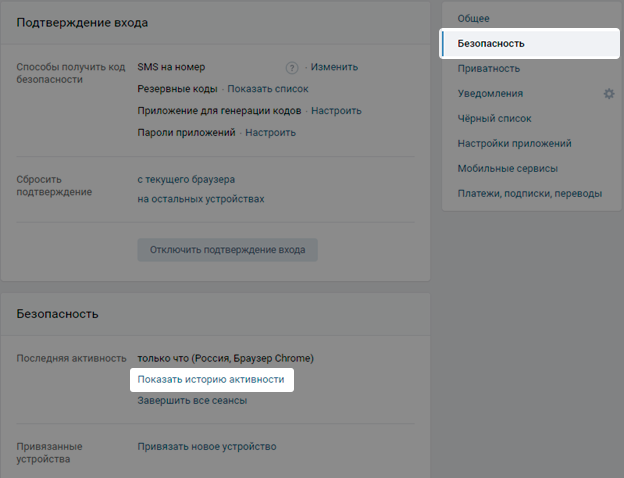 Подтверждение входа
Способы получить код
безопасности
SMS на номер ? · Изменить
Резервные коды · Показать список
Приложение для генерации кодов · Настроить
Пароли приложений · Настроить
Сбросить
подтверждение
с текущего браузера
на остальных устройствах
Отключить подтверждение входа
Безопасность
Последняя активность
только что (Россия, Браузер Chrome)
Показать историю активности
Завершить все сеансы
Привязанные
устройства
Привязать новое устройство
Общее
Безопасность
Приватность
Уведомления
Чёрный список
Настройки приложений
Мобильные сервисы
Платежи, подписки, переводы